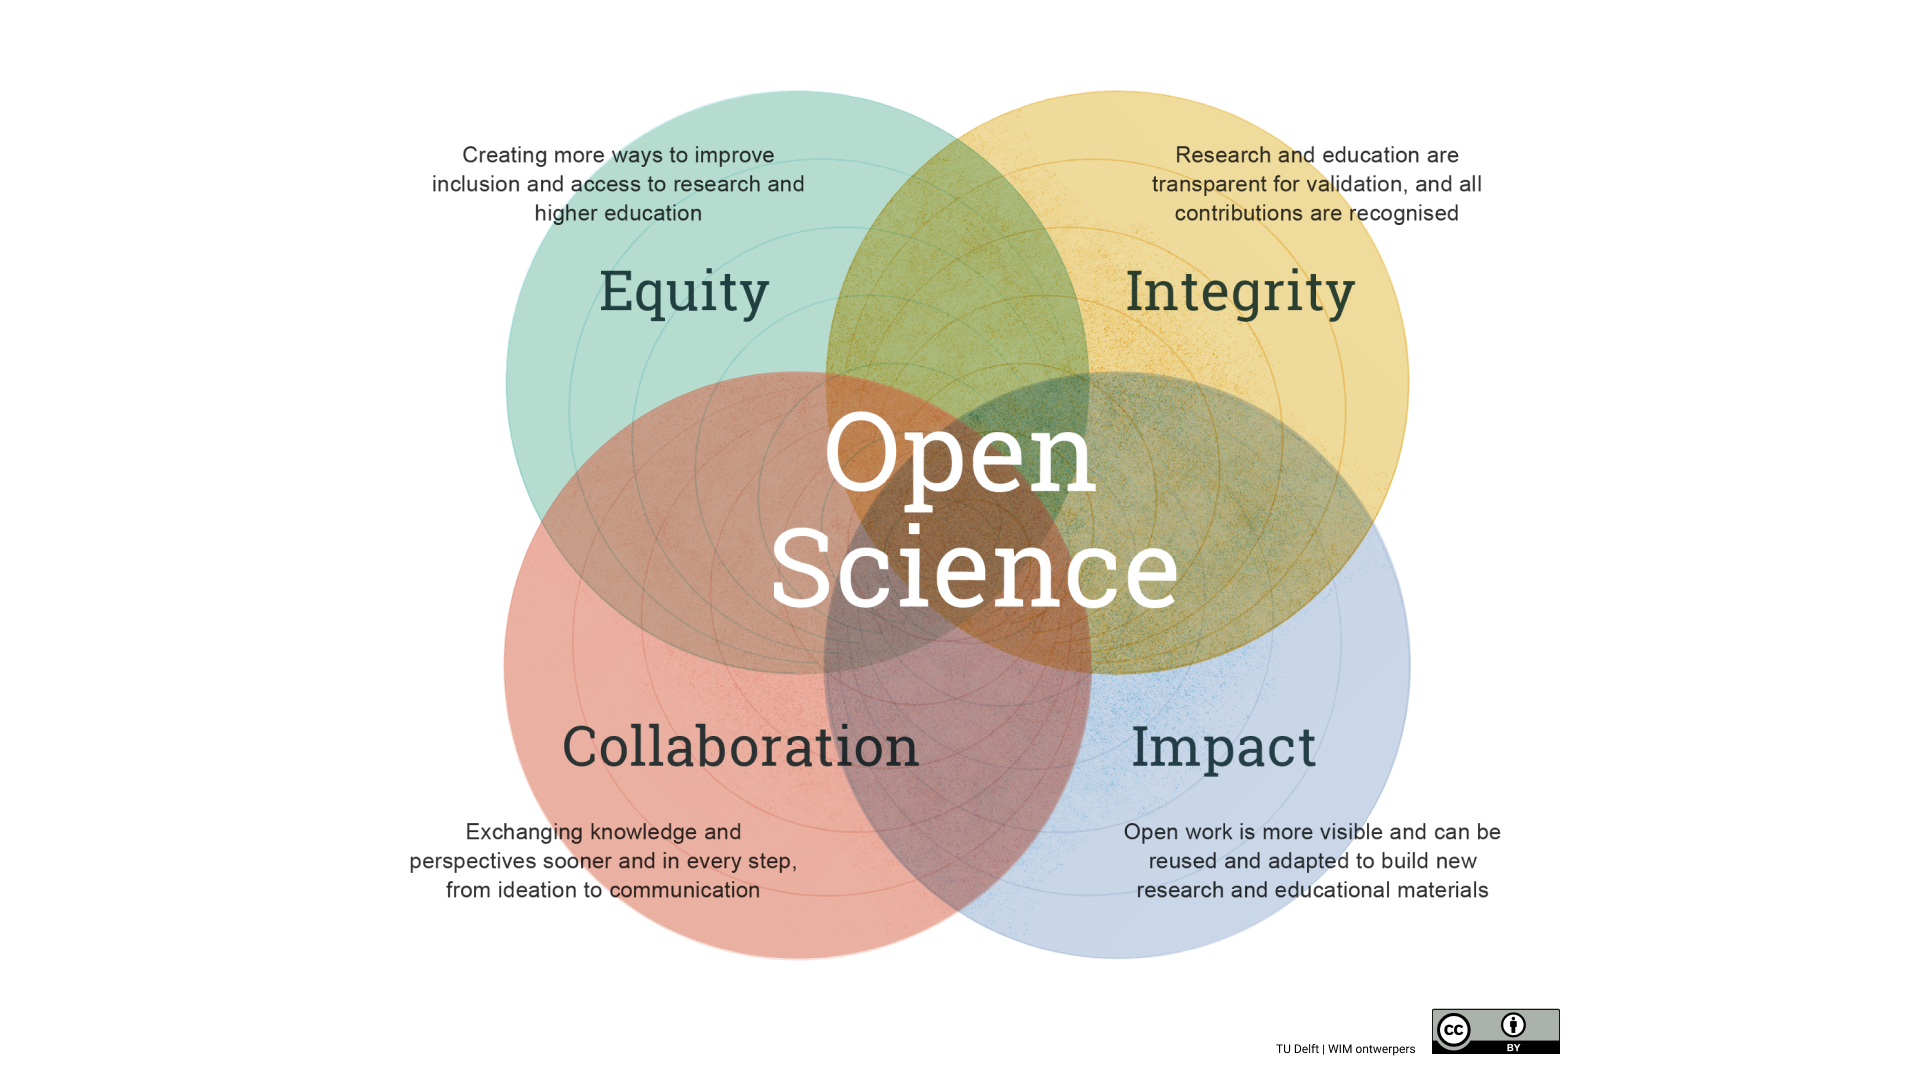 Creating more ways to improve
inclusion and access to research and
higher education
Equity
Research and education are
transparent for validation, and all
contributions are recognised
Integrity
Open
Science
Collaboration
Exchanging knowledge and
perspectives sooner and in every step,
from ideation to communication
Impact
Open work is more visible and can be
reused and adapted to build new
research and educational materials
TU Delft | WIM ontwerpers
cc
BY